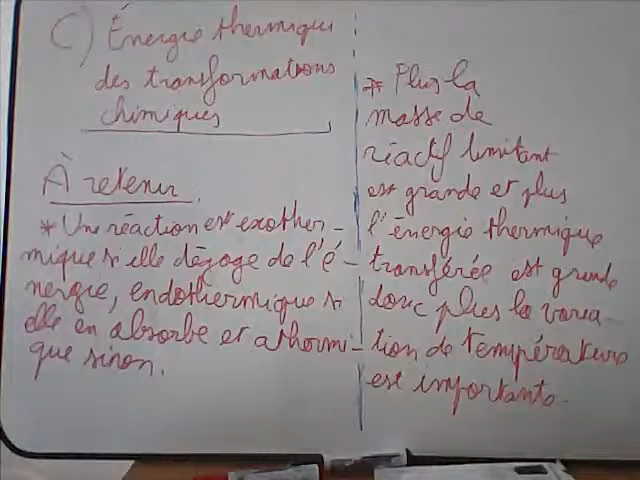 C) Énergie thermique
des transformations
chimiques
À retenir
* Une réaction est exother-
mique si elle dégage de l'é-
nergie, endothermique si
elle en absorbe et athermi-
que sinon.
* Plus la
masse de
réactif limitant
est grande et plus
l'énergie thermique
transférée est grande
donc plus la varia-
tion de température
est importante.